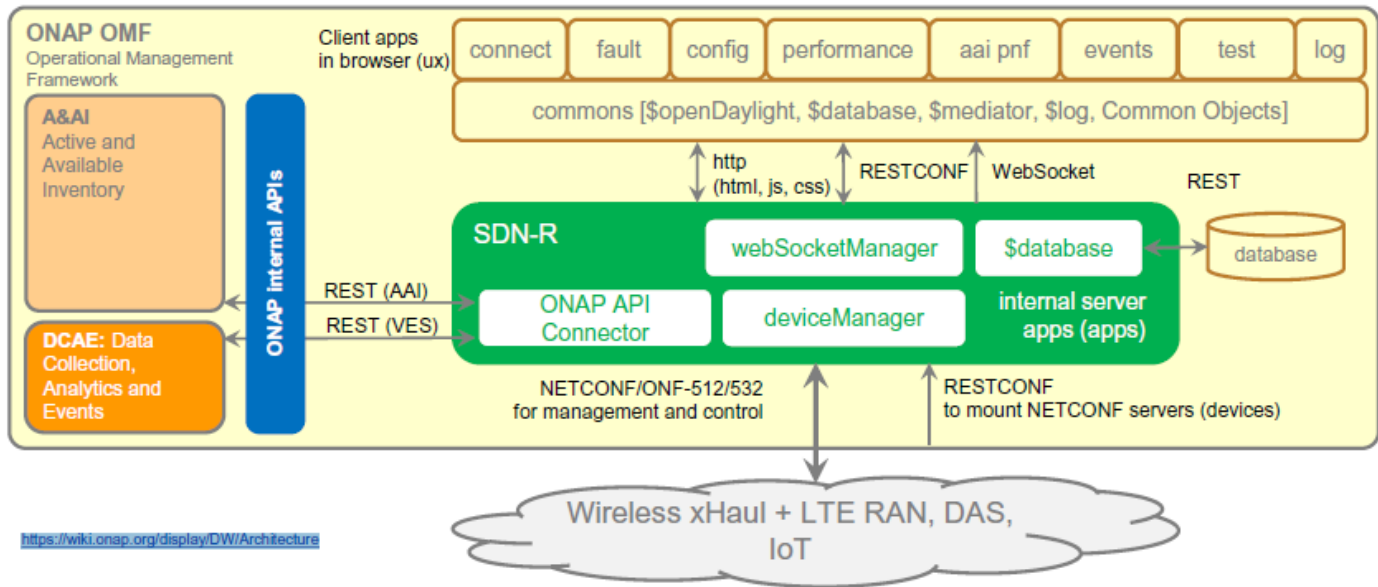 ONAP OMF
Operational Management
Framework
Client apps
in browser (ux)
connect
fault
config
performance
aai pnf
events
test
log
commons [$openDaylight, $database, $mediator, $log, Common Objects]
A&AI
Active and
Available
Inventory
DCAE: Data
Collection,
Analytics and
Events
ONAP internal APIs
http
(html, js, css)
RESTCONF
WebSocket
REST
SDN-R
webSocketManager
$database
database
REST (AAI)
REST (VES)
ONAP API
Connector
deviceManager
internal server
apps (apps)
NETCONF/ONF-512/532
for management and control
RESTCONF
to mount NETCONF servers (devices)
Wireless xHaul + LTE RAN, DAS,
IoT
https://wiki.onap.org/display/DW/Architecture